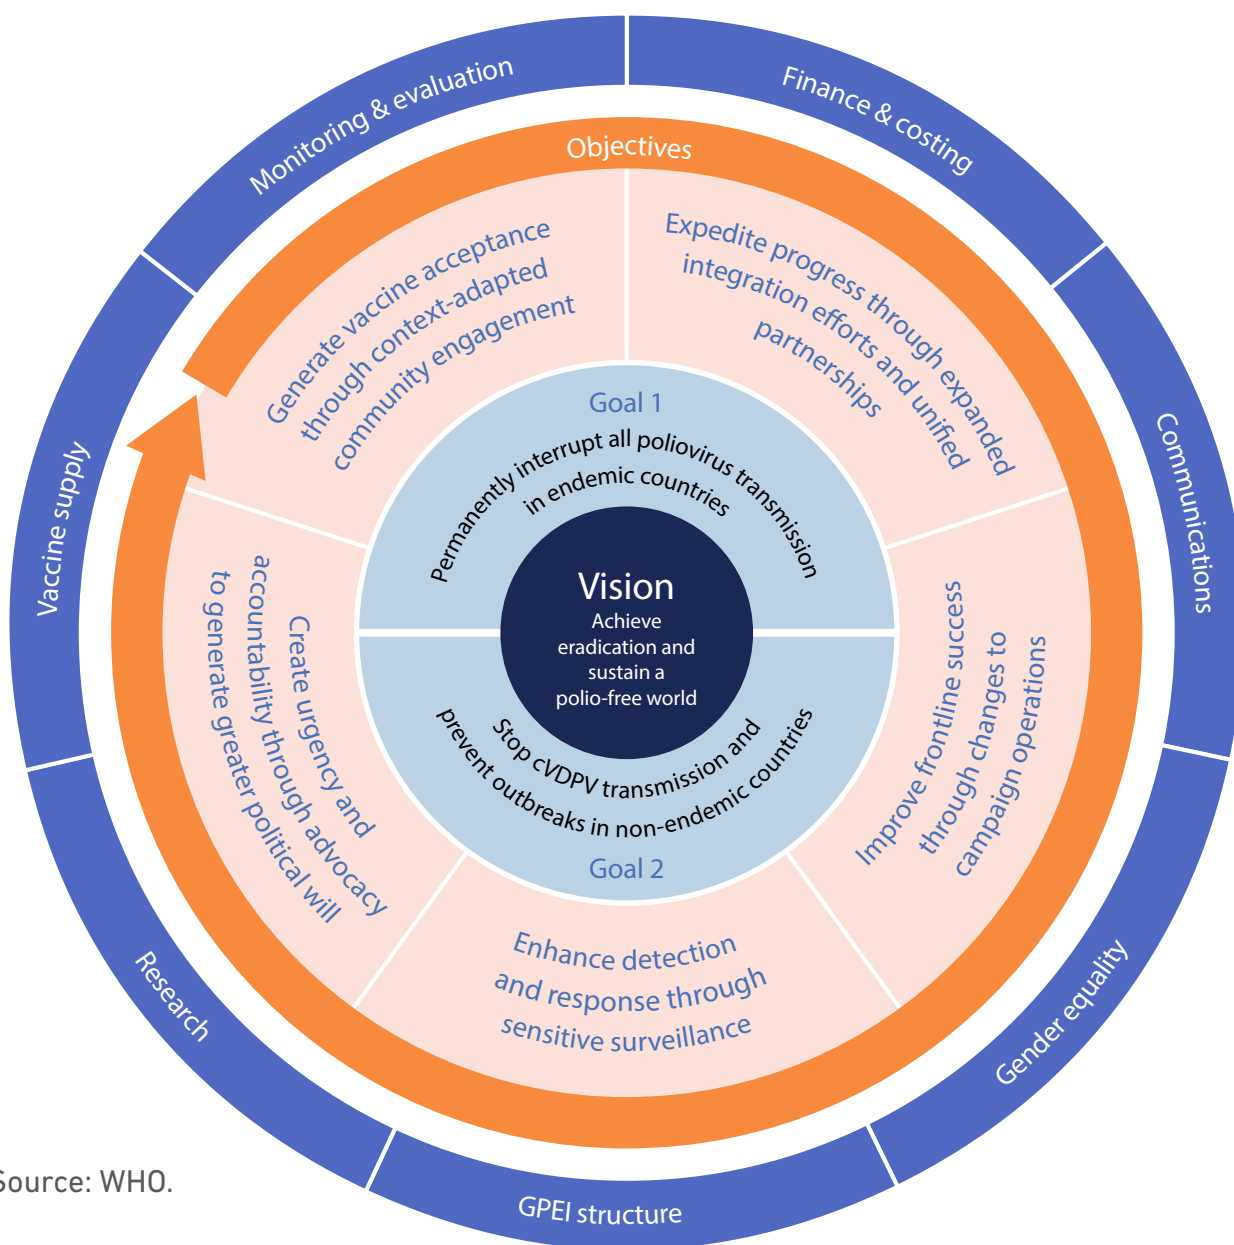 Monitoring & evaluation
Finance & costing
Communications
Gender equality
GPEI structure
Research
Vaccine supply
Objectives
Generate vaccine acceptance
through context-adapted
community engagement
Expedite progress through expanded
integration efforts and unified
partnerships
Improve frontline success
through changes to
campaign operations
Enhance detection
and response through
sensitive surveillance
Create urgency and
accountability through advocacy
to generate greater political will
Goal 1
Permanently interrupt all poliovirus transmission
in endemic countries
Vision
Achieve
eradication and
sustain a
polio-free world
Stop cVDPV transmission and
prevent outbreaks in non-endemic countries
Goal 2
Source: WHO.